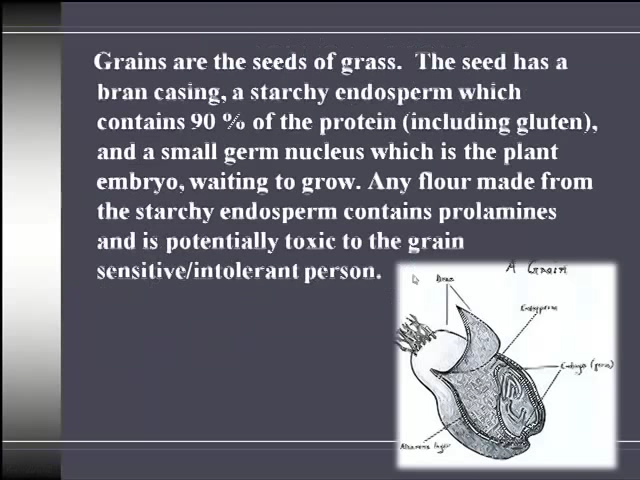 Grains are the seeds of grass. The seed has a
bran casing, a starchy endosperm which
contains 90 % of the protein (including gluten),
and a small germ nucleus which is the plant
embryo, waiting to grow. Any flour made from
the starchy endosperm contains prolamines
and is potentially toxic to the grain
sensitive/intolerant person.
A Grain
Bran
Endosperm
Embryo (germ)
Aleurone layer